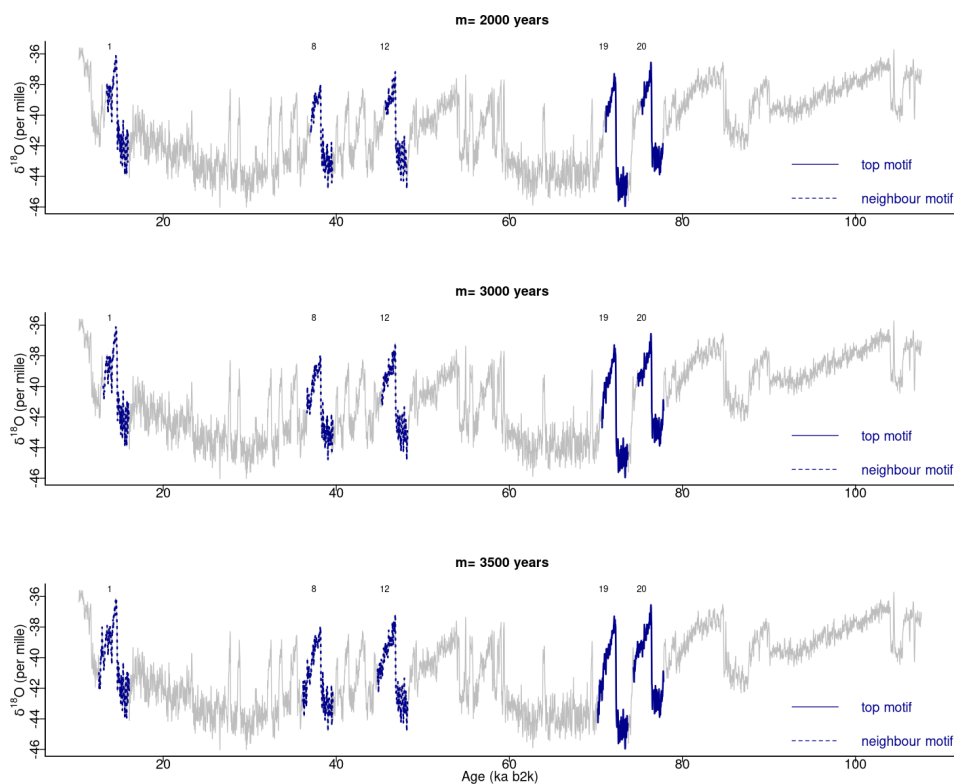 m= 2000 years
1 8 12 19 20
-36
-38
-40
-42
-44
-46
δ18O (per mille)
top motif
neighbour motif
20 40 60 80 100
m= 3000 years
1 8 12 19 20
-36
-38
-40
-42
-44
-46
δ18O (per mille)
top motif
neighbour motif
20 40 60 80 100
m= 3500 years
1 8 12 19 20
-36
-38
-40
-42
-44
-46
δ18O (per mille)
top motif
neighbour motif
20 40 60 80 100
Age (ka b2k)